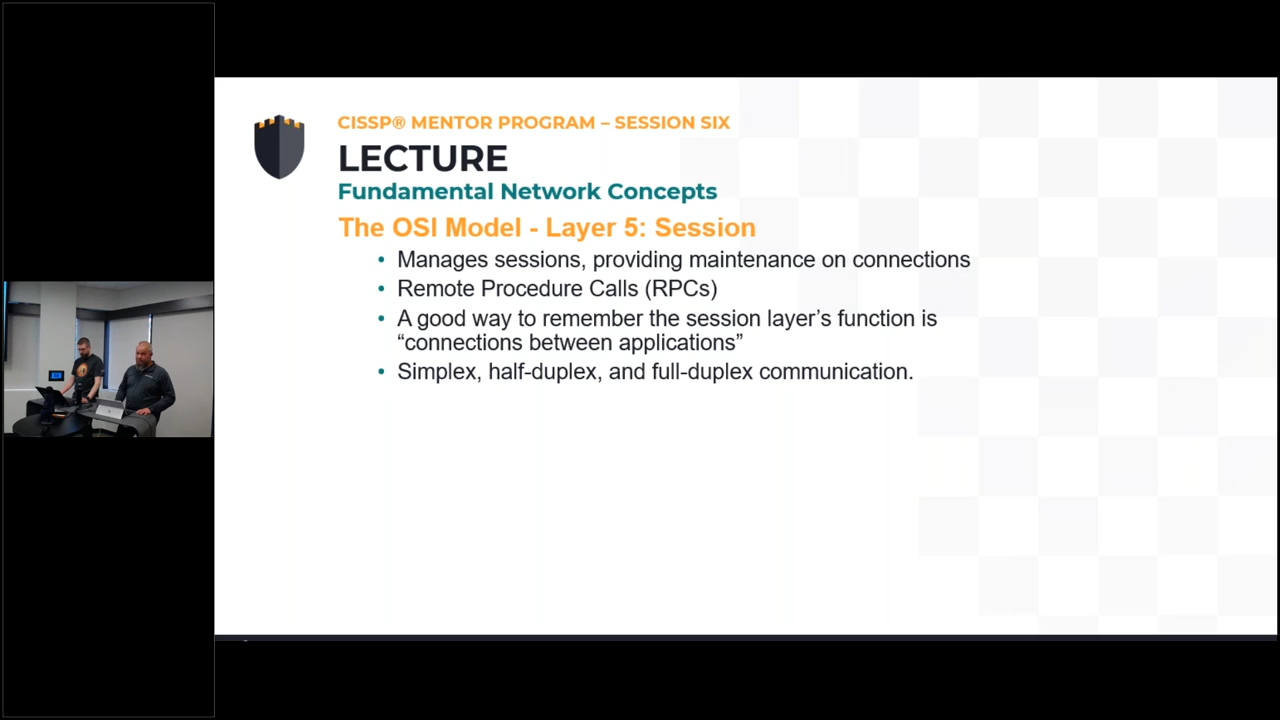 CISSP® MENTOR PROGRAM – SESSION SIX
LECTURE
Fundamental Network Concepts
The OSI Model - Layer 5: Session
• Manages sessions, providing maintenance on connections
• Remote Procedure Calls (RPCs)
• A good way to remember the session layer’s function is
“connections between applications”
• Simplex, half-duplex, and full-duplex communication.